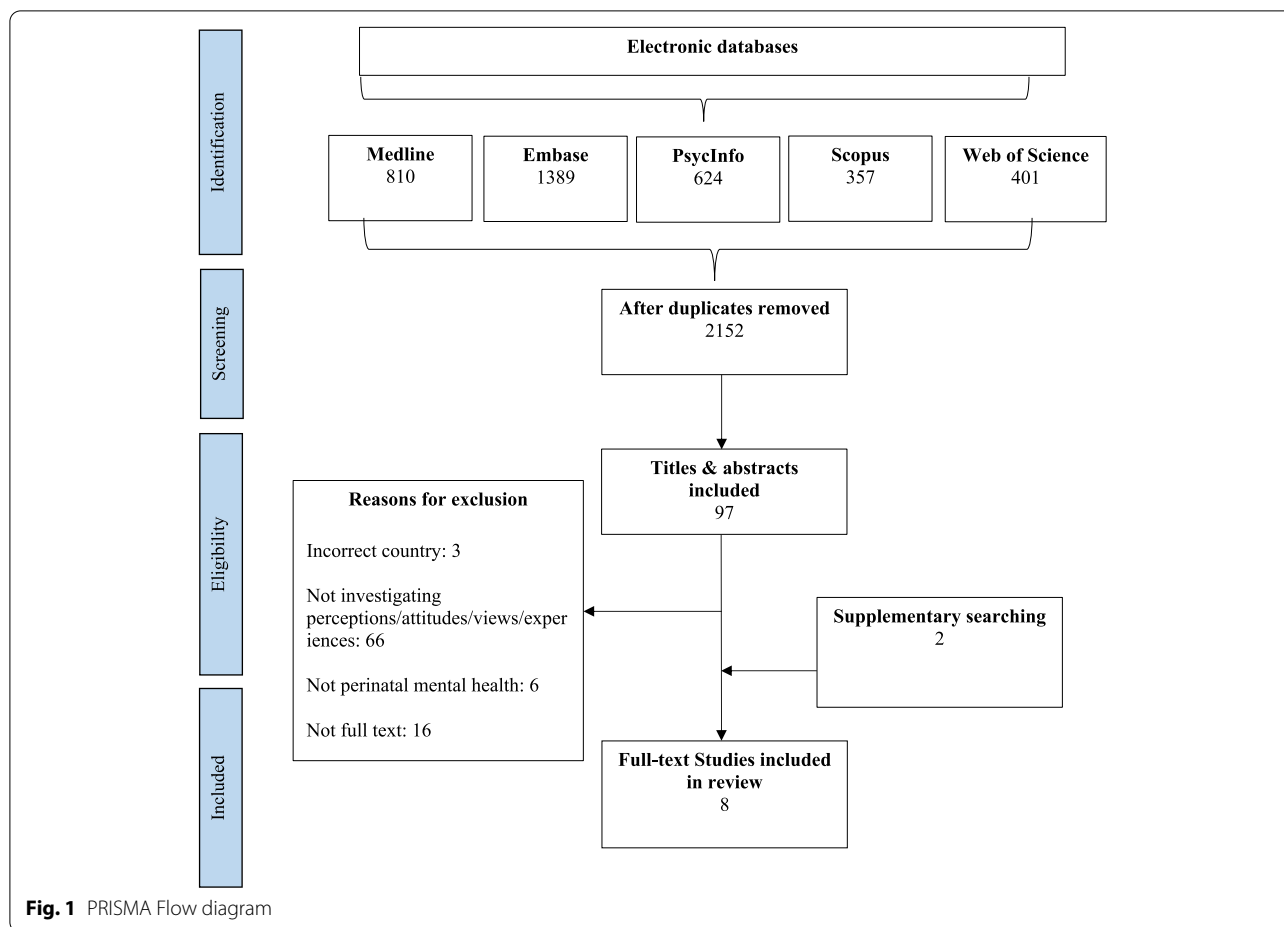 Identification
Screening
Eligibility
Included
Electronic databases
Medline
810
Embase
1389
PsycInfo
624
Scopus
357
Web of Science
401
After duplicates removed
2152
Titles & abstracts
included
97
Reasons for exclusion
Incorrect country: 3
Not investigating
perceptions/attitudes/views/exper
iences: 66
Not perinatal mental health: 6
Not full text: 16
Supplementary searching
2
Full-text Studies included
in review
8
Fig. 1 PRISMA Flow diagram